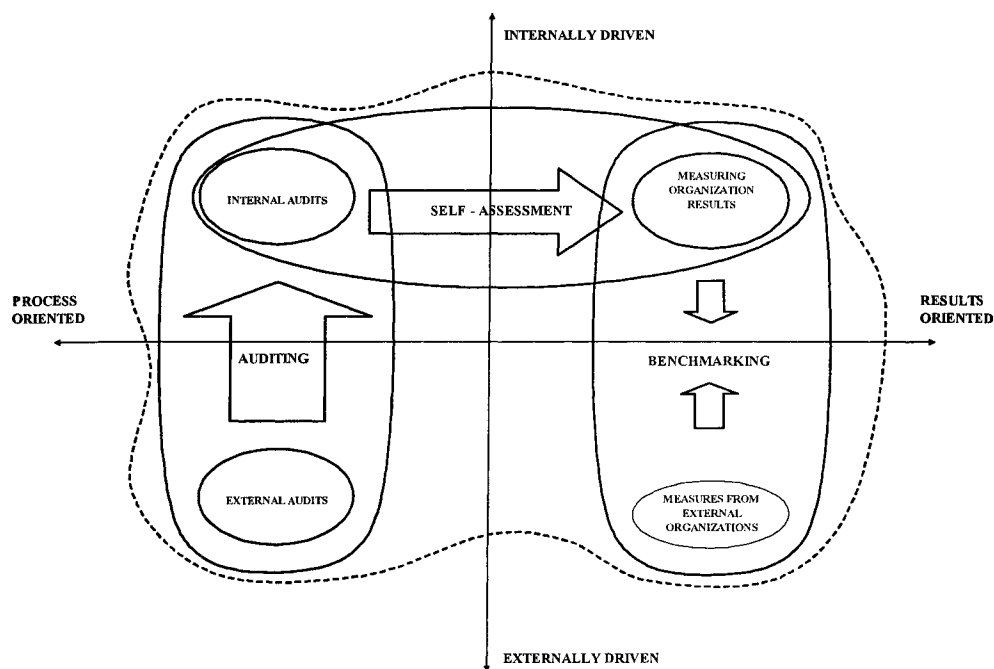 INTERNALLY DRIVEN
INTERNAL AUDITS
SELF - ASSESSMENT
MEASURING
ORGANIZATION
RESULTS
PROCESS
ORIENTED
RESULTS
ORIENTED
AUDITING
BENCHMARKING
EXTERNAL AUDITS
MEASURES FROM
EXTERNAL
ORGANIZATIONS
EXTERNALLY DRIVEN